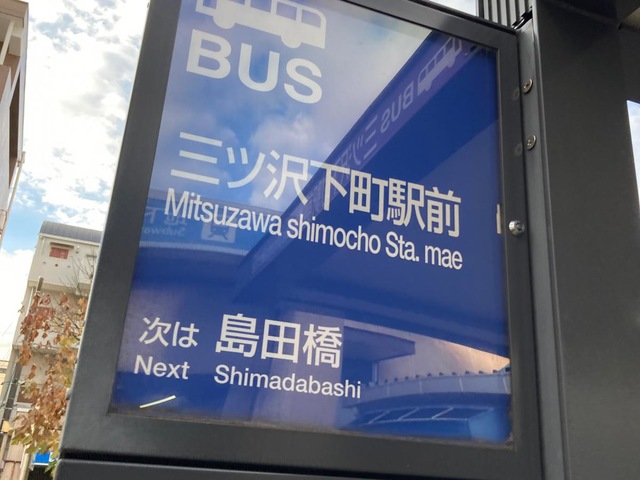 BUS
三ツ沢下町駅前
Mitsuzawa shimocho Sta. mae
次は 島田橋
Next Shimadabashi